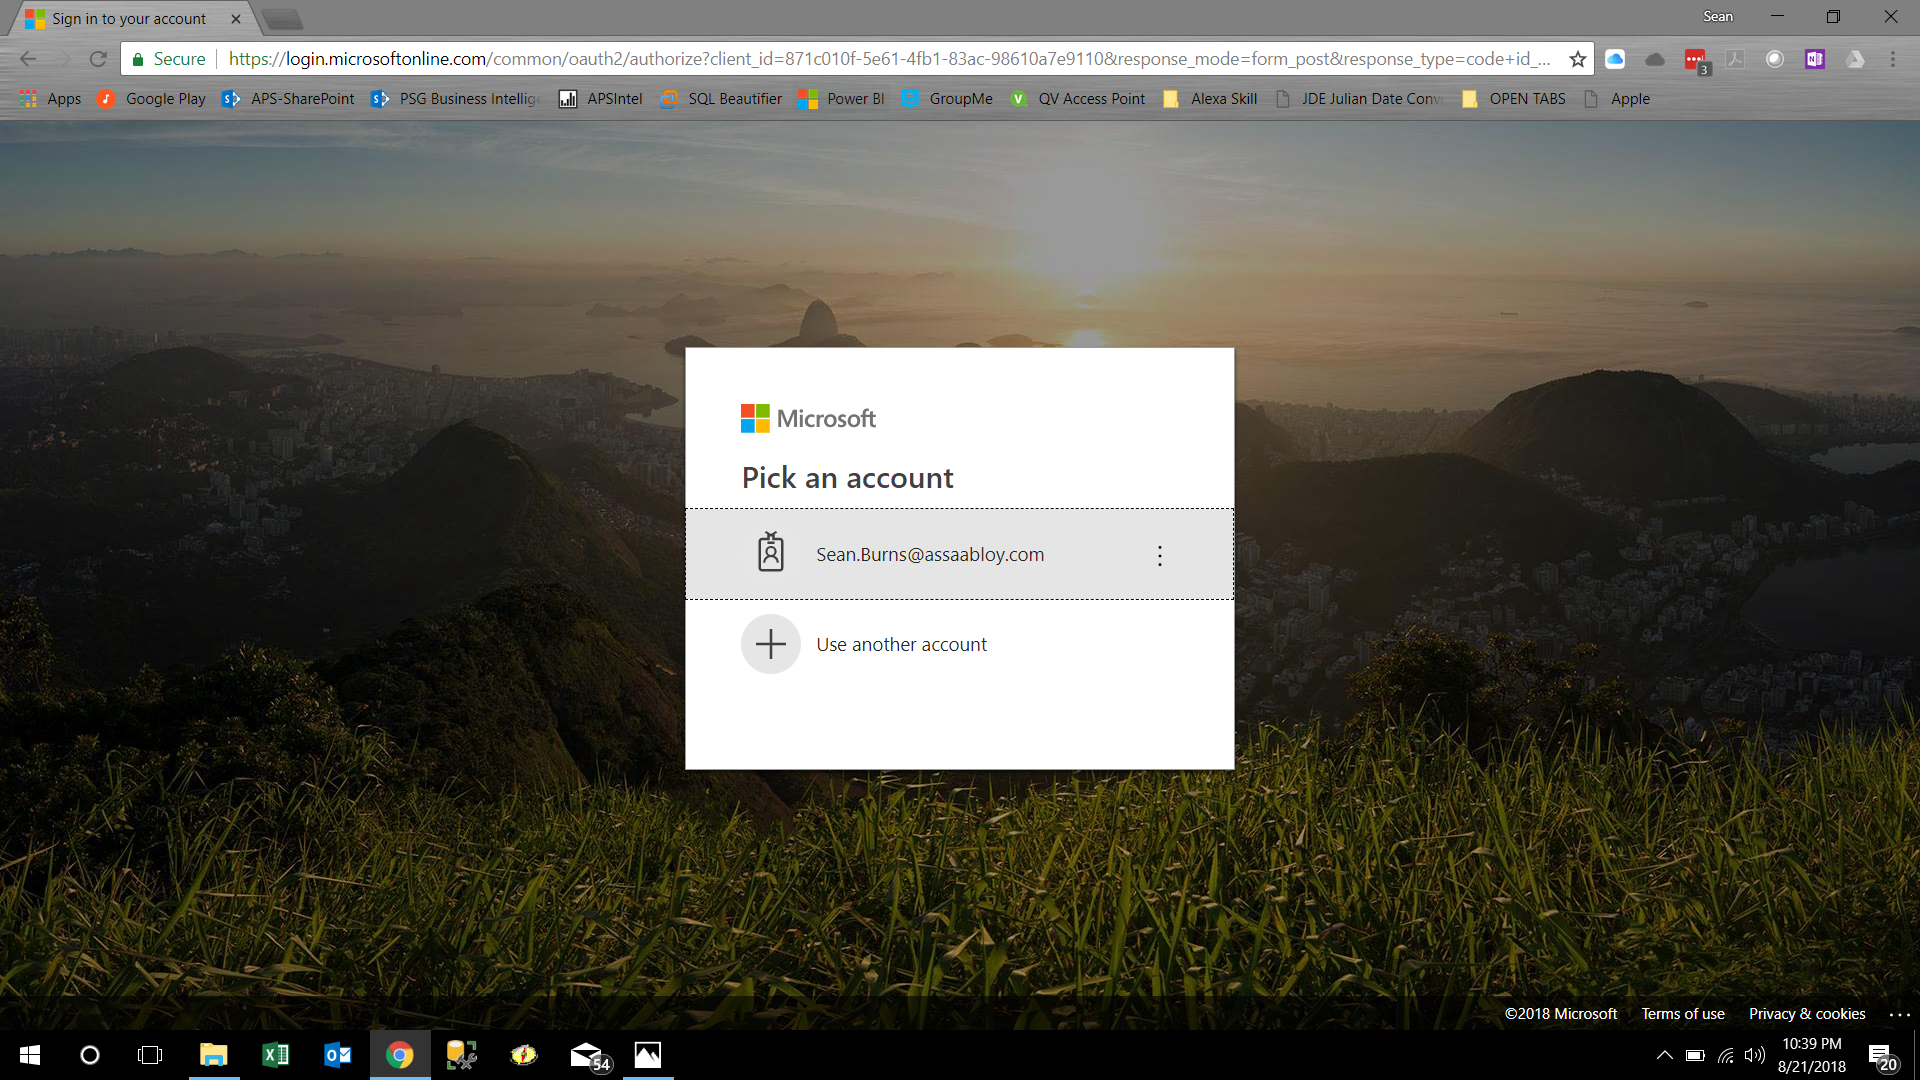 Sign in to your account
Sean
Secure
https://login.microsoftonline.com/common/oauth2/authorize?client_id=871c010f-5e61-4fb1-83ac-98610a7e9110&response_mode=form_post&response_type=code+id_...
3
Apps
Google Play
APS-SharePoint
PSG Business Intellig
APSIntel
SQL Beautifier
Power BI
GroupMe
QV Access Point
Alexa Skill
JDE Julian Date Conv
OPEN TABS
Apple
Microsoft
Pick an account
Sean.Burns@assaabloy.com
Use another account
©2018 Microsoft
Terms of use
Privacy & cookies
...
54
10:39 PM
8/21/2018
20